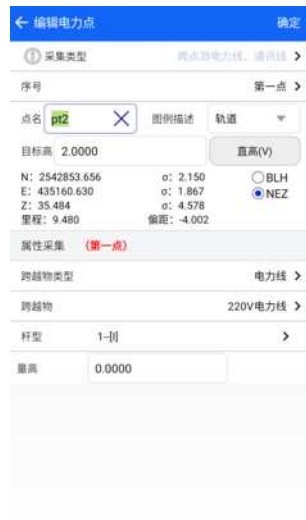 ← 编辑电力点 确定
采集类型 两点测电力线、通讯线 >
序号 第一点 >
点名 pt2 图例描述 轨道
目标高 2.0000 直高(V)
N: 2542853.656 σ: 2.150 BLH
E: 435160.630 σ: 1.867 NEZ
Z: 35.484 σ: 4.578
里程: 9.480 偏距: -4.002
属性采集 (第一点)
跨越物类型 电力线 >
跨越物 220V电力线 >
杆型 1--[I] >
量高 0.0000